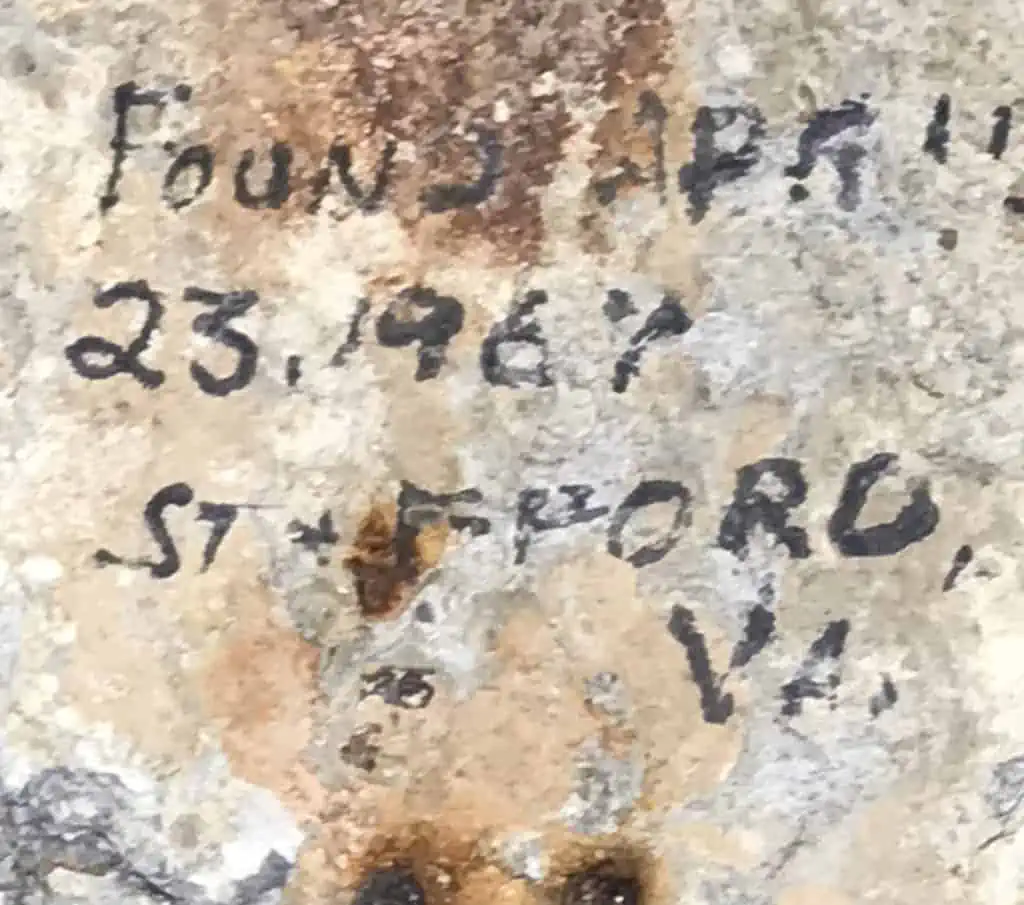 FOUND APRIL
23, 1967
STAFFORD,
VA.